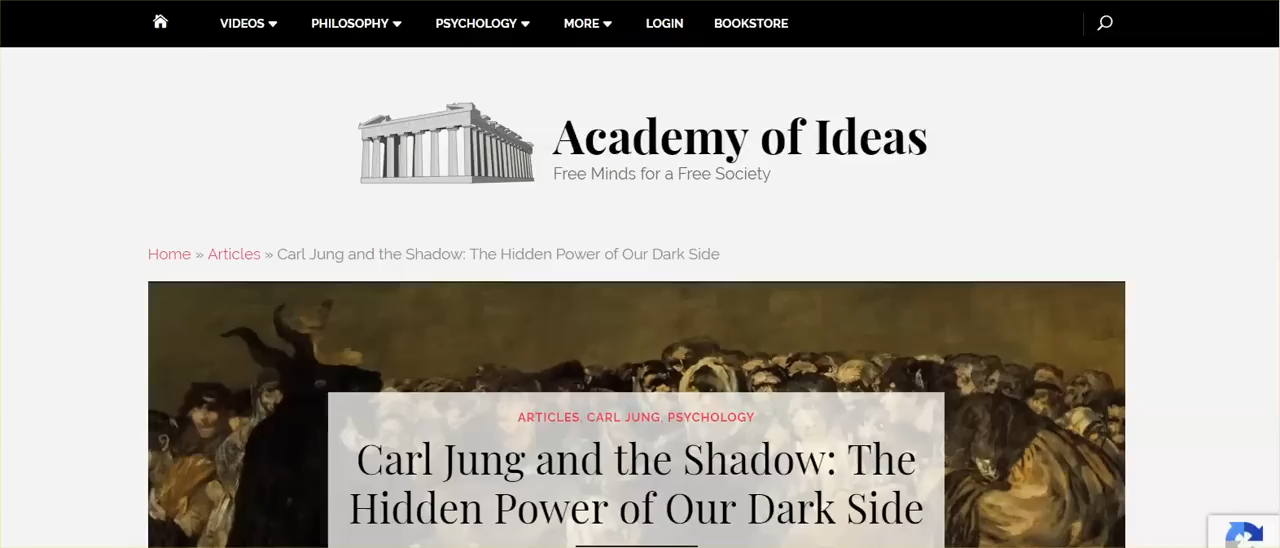 VIDEOS PHILOSOPHY PSYCHOLOGY MORE LOGIN BOOKSTORE
Academy of Ideas
Free Minds for a Free Society
Home » Articles » Carl Jung and the Shadow: The Hidden Power of Our Dark Side
ARTICLES, CARL JUNG, PSYCHOLOGY
Carl Jung and the Shadow: The
Hidden Power of Our Dark Side